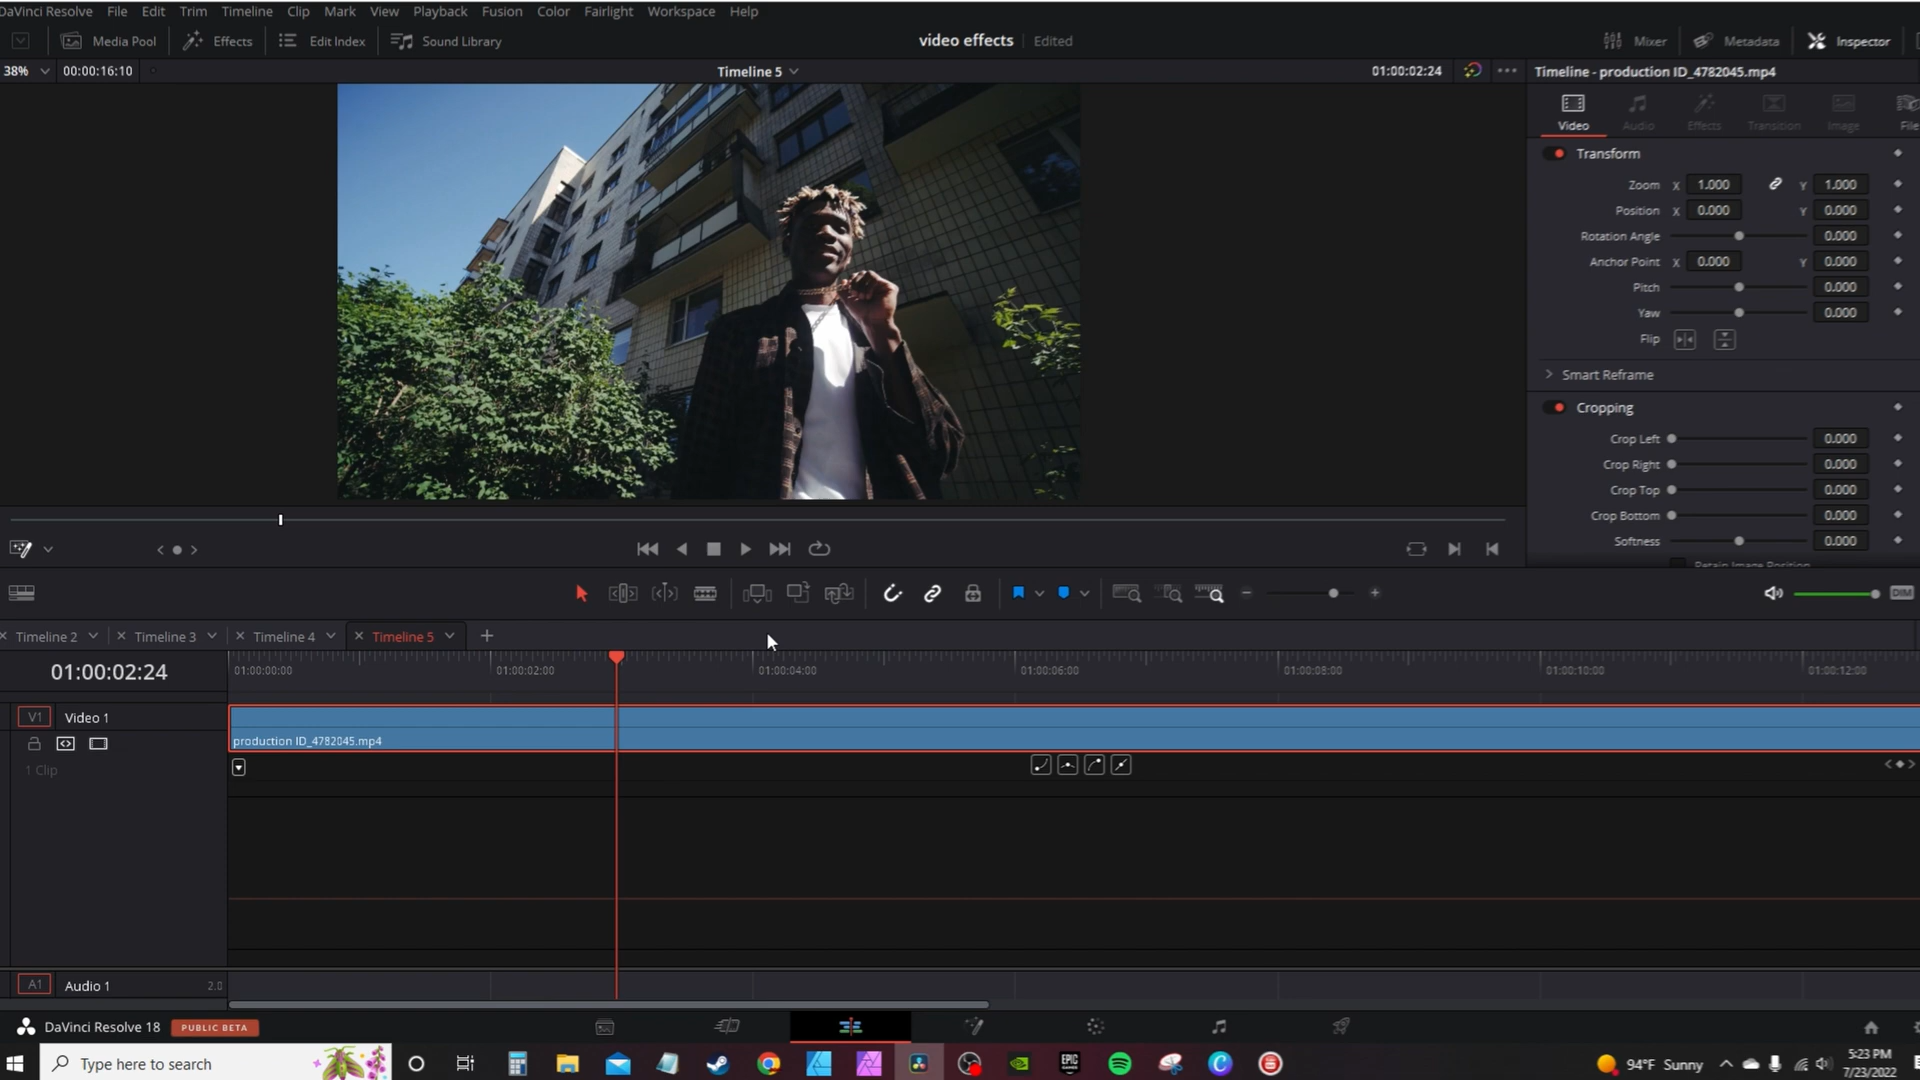 DaVinci Resolve File Edit Trim Timeline Clip Mark View Playback Fusion Color Fairlight Workspace Help
Media Pool Effects Edit Index Sound Library video effects Edited Mixer Metadata Inspector
38% 00:00:16:10 Timeline 5 01:00:02:24 Timeline - production ID_4782045.mp4
Video Audio Effects Transition Image File
Transform
Zoom X 1.000 Y 1.000
Position X 0.000 Y 0.000
Rotation Angle 0.000
Anchor Point X 0.000 Y 0.000
Pitch 0.000
Yaw 0.000
Flip
Smart Reframe
Cropping
Crop Left 0.000
Crop Right 0.000
Crop Top 0.000
Crop Bottom 0.000
Softness 0.000
Retain Image Position
DIM
Timeline 2 Timeline 3 Timeline 4 Timeline 5
01:00:02:24 01:00:00:00 01:00:02:00 01:00:04:00 01:00:06:00 01:00:08:00 01:00:10:00 01:00:12:00
V1 Video 1
production ID_4782045.mp4
1 Clip
A1 Audio 1 2.0
DaVinci Resolve 18 PUBLIC BETA
Type here to search
EPIC GAMES
94°F Sunny
5:23 PM
7/23/2022